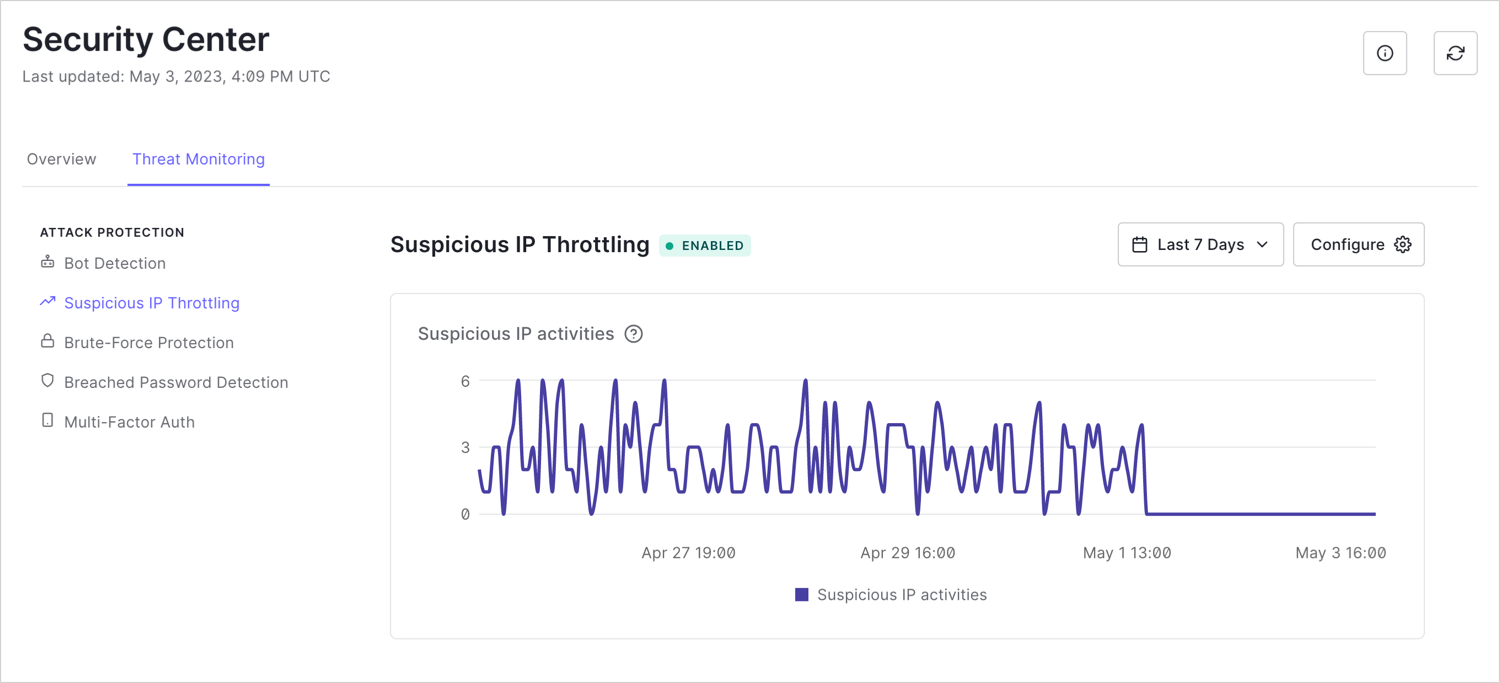 Security Center
Last updated: May 3, 2023, 4:09 PM UTC
Overview Threat Monitoring
ATTACK PROTECTION
Bot Detection
Suspicious IP Throttling
Brute-Force Protection
Breached Password Detection
Multi-Factor Auth
Suspicious IP Throttling ENABLED Last 7 Days Configure
Suspicious IP activities
6
3
0
Apr 27 19:00 Apr 29 16:00 May 1 13:00 May 3 16:00
Suspicious IP activities